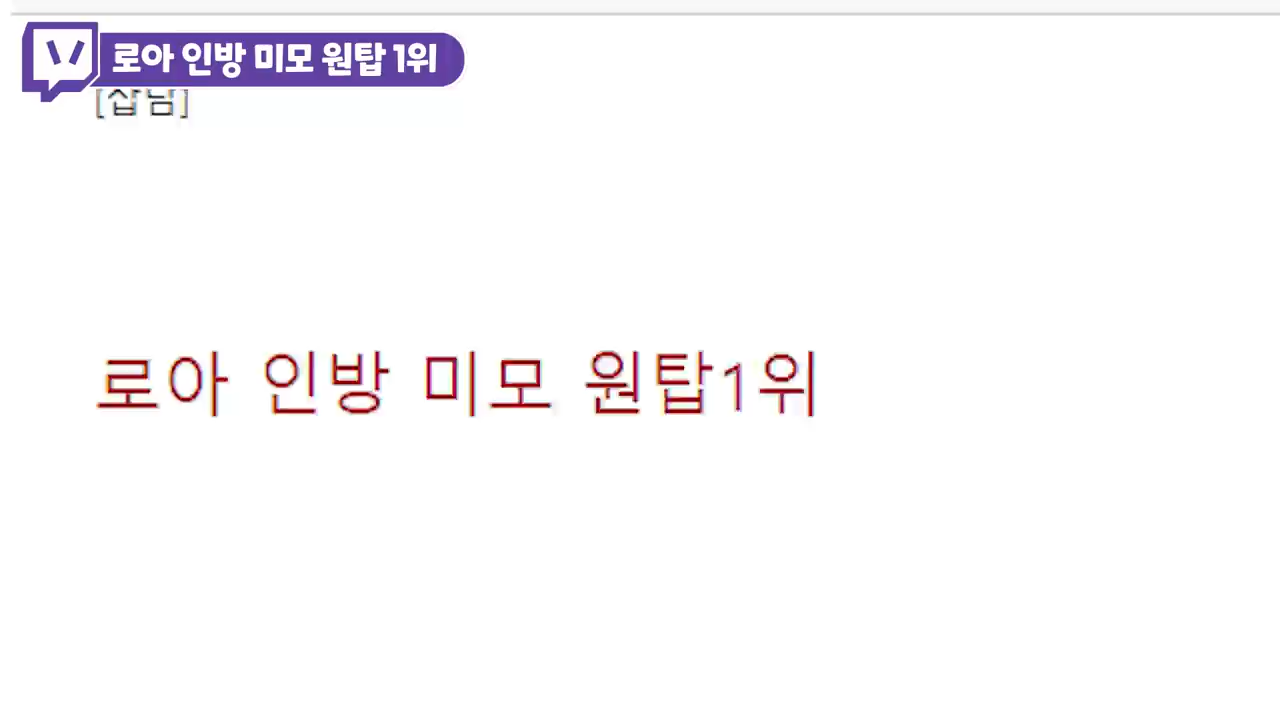 로아 인방 미모 원탑 1위
[삽님]
로아 인방 미모 원탑1위